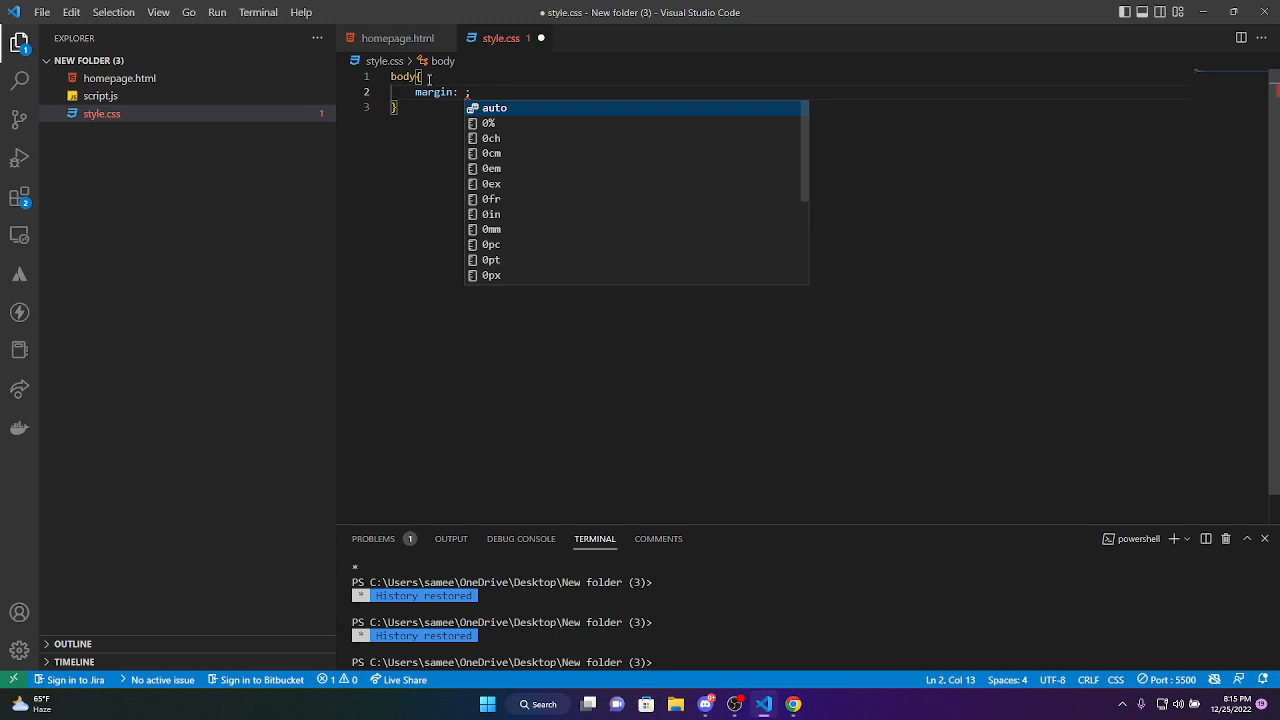 File Edit Selection View Go Run Terminal Help
● style.css - New folder (3) - Visual Studio Code
EXPLORER
NEW FOLDER (3)
homepage.html
JS script.js
style.css 1
1
2
homepage.html
style.css 1
style.css > body
1 body{
2 margin: ;
3 }
auto
0%
0ch
0cm
0em
0ex
0fr
0in
0mm
0pc
0pt
0px
PROBLEMS 1 OUTPUT DEBUG CONSOLE TERMINAL COMMENTS
powershell
*
PS C:\Users\samee\OneDrive\Desktop\New folder (3)>
* History restored
PS C:\Users\samee\OneDrive\Desktop\New folder (3)>
* History restored
PS C:\Users\samee\OneDrive\Desktop\New folder (3)>
OUTLINE
TIMELINE
Sign in to Jira No active issue Sign in to Bitbucket 1 0 Live Share
Ln 2, Col 13 Spaces: 4 UTF-8 CRLF CSS Port : 5500
65°F
Haze
Search
8:15 PM
12/25/2022